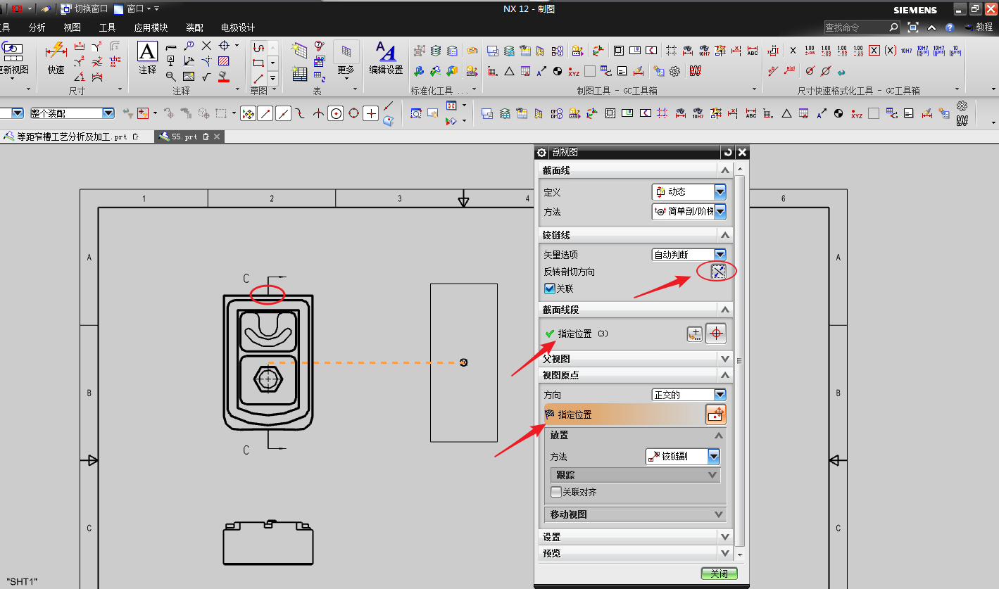 切换窗口 窗口 NX 12 - 制图 SIEMENS
工具 分析 视图 工具 应用模块 装配 电极设计 查找命令 教程
更新视图 快速 A 注释 更多 编辑设置
尺寸 注释 草图 表 标准化工具 ... 制图工具 - GC工具箱 尺寸快速格式化工具 - GC工具箱
整个装配
等距窄槽工艺分析及加工.prt 55.prt
剖视图
截面线
定义 动态
方法 简单剖/阶梯
铰链线
矢量选项 自动判断
反转剖切方向
关联
截面线段
指定位置 (3)
父视图
视图原点
方向 正交的
指定位置
放置
方法 铰链副
跟踪
关联对齐
移动视图
设置
预览
关闭
1 2 3 4 6
A A
C
B B
C
C C
"SHT1"